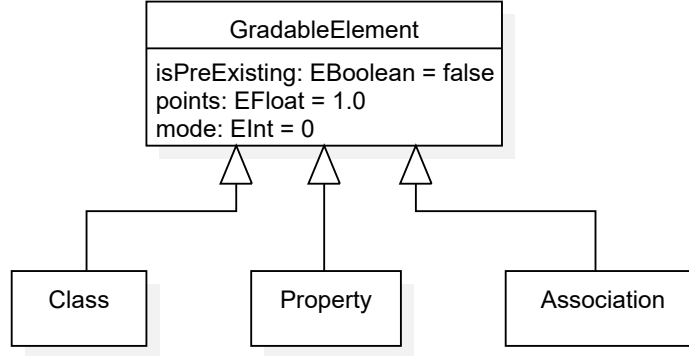 GradableElement
isPreExisting: EBoolean = false
points: EFloat = 1.0
mode: EInt = 0
Class
Property
Association